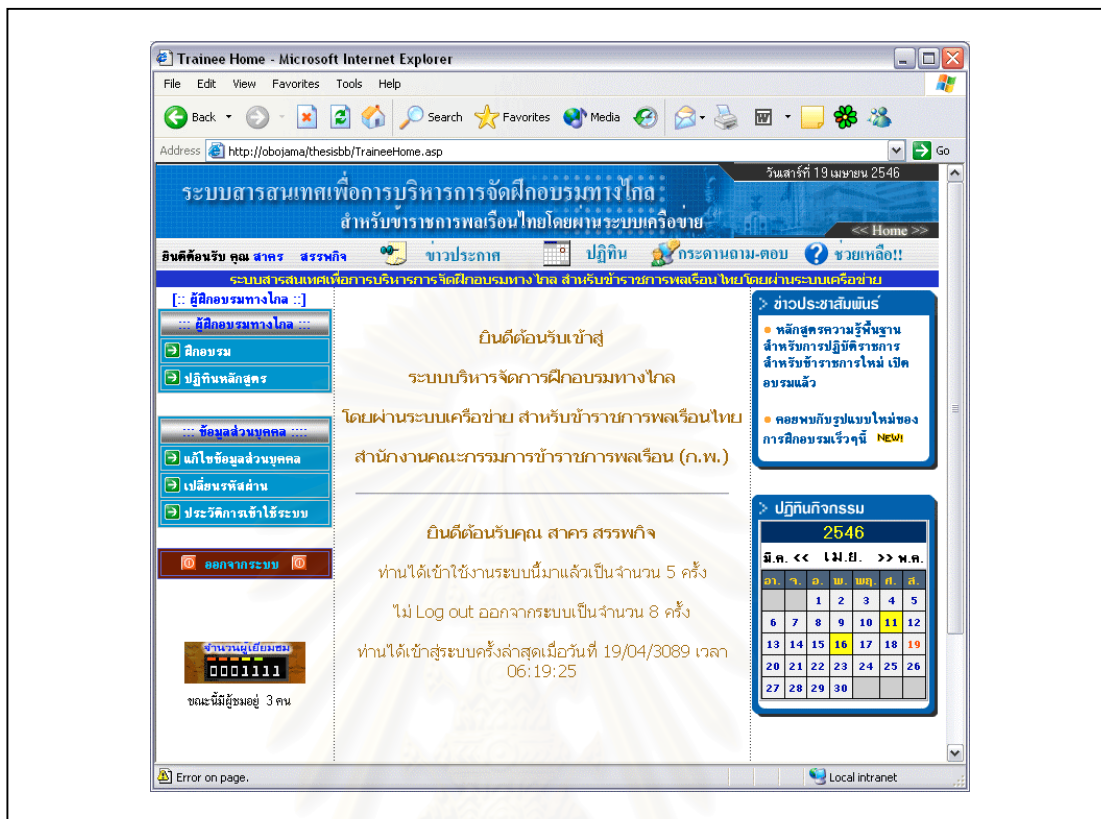 Trainee Home - Microsoft Internet Explorer
File Edit View Favorites Tools Help
Back Search Favorites Media
Address http://obojama/thesisbb/TraineeHome.asp Go
วันเสาร์ที่ 19 เมษายน 2546
ระบบสารสนเทศเพื่อการบริหารการจัดฝึกอบรมทางไกล
สำหรับข้าราชการพลเรือนไทยโดยผ่านระบบเครือข่าย
<< Home >>
ยินดีต้อนรับ คุณ สาคร สรรพกิจ ข่าวประกาศ ปฏิทิน กระดานถาม-ตอบ ช่วยเหลือ!!
ระบบสารสนเทศเพื่อการบริหารการจัดฝึกอบรมทางไกล สำหรับข้าราชการพลเรือนไทยโดยผ่านระบบเครือข่าย
[:: ผู้ฝึกอบรมทางไกล ::]
::: ผู้ฝึกอบรมทางไกล :::
ฝึกอบรม
ปฏิทินหลักสูตร
::: ข้อมูลส่วนบุคคล ::::
แก้ไขข้อมูลส่วนบุคคล
เปลี่ยนรหัสผ่าน
ประวัติการเข้าใช้ระบบ
ออกจากระบบ
จำนวนผู้เยี่ยมชม
0001111
ขณะนี้มีผู้ชมอยู่ 3 คน
ยินดีต้อนรับเข้าสู่
ระบบบริหารจัดการฝึกอบรมทางไกล
โดยผ่านระบบเครือข่าย สำหรับข้าราชการพลเรือนไทย
สำนักงานคณะกรรมการข้าราชการพลเรือน (ก.พ.)
ยินดีต้อนรับคุณ สาคร สรรพกิจ
ท่านได้เข้าใช้งานระบบนี้มาแล้วเป็นจำนวน 5 ครั้ง
ไม่ Log out ออกจากระบบเป็นจำนวน 8 ครั้ง
ท่านได้เข้าสู่ระบบครั้งล่าสุดเมื่อวันที่ 19/04/3089 เวลา
06:19:25
> ข่าวประชาสัมพันธ์
หลักสูตรความรู้พื้นฐาน
สำหรับการปฏิบัติราชการ
สำหรับข้าราชการใหม่ เปิด
อบรมแล้ว
คอยพบกับรูปแบบใหม่ของ
การฝึกอบรมเร็วๆนี้ NEW!
> ปฏิทินกิจกรรม
2546
มี.ค. << เม.ย. >> พ.ค.
อา. จ. อ. พ. พฤ. ศ. ส.
1 2 3 4 5
6 7 8 9 10 11 12
13 14 15 16 17 18 19
20 21 22 23 24 25 26
27 28 29 30
Error on page. Local intranet